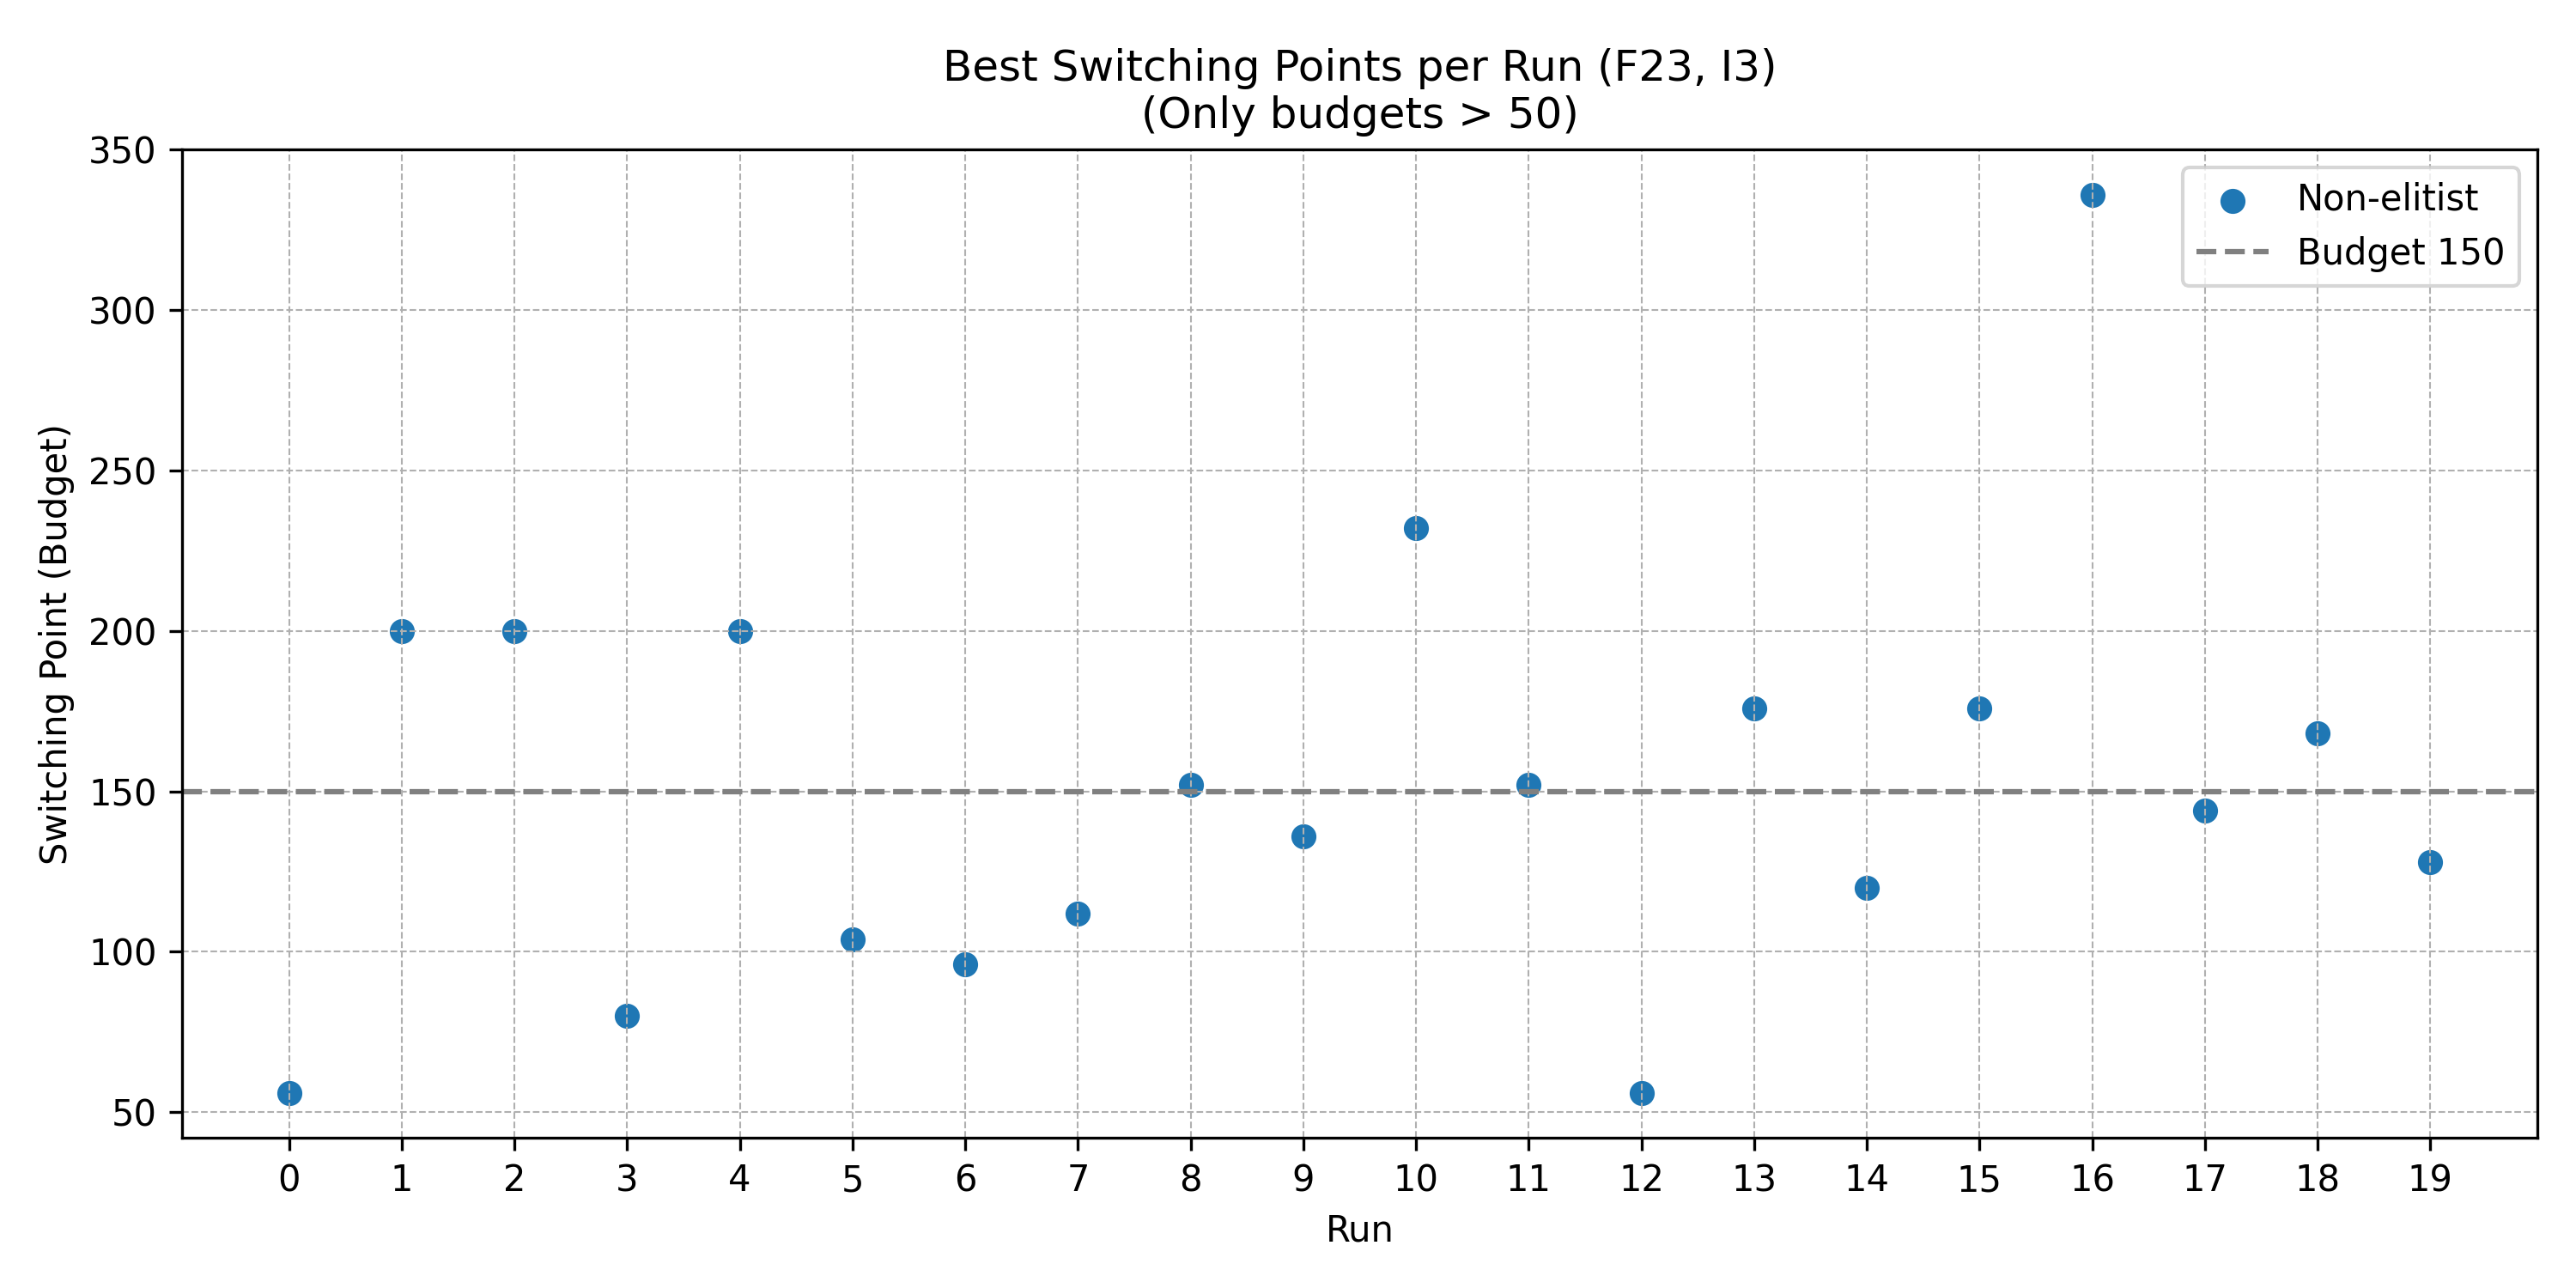 Best Switching Points per Run (F23, I3)
(Only budgets > 50)
Switching Point (Budget)
350
300
250
200
150
100
50
Non-elitist
Budget 150
0 1 2 3 4 5 6 7 8 9 10 11 12 13 14 15 16 17 18 19
Run